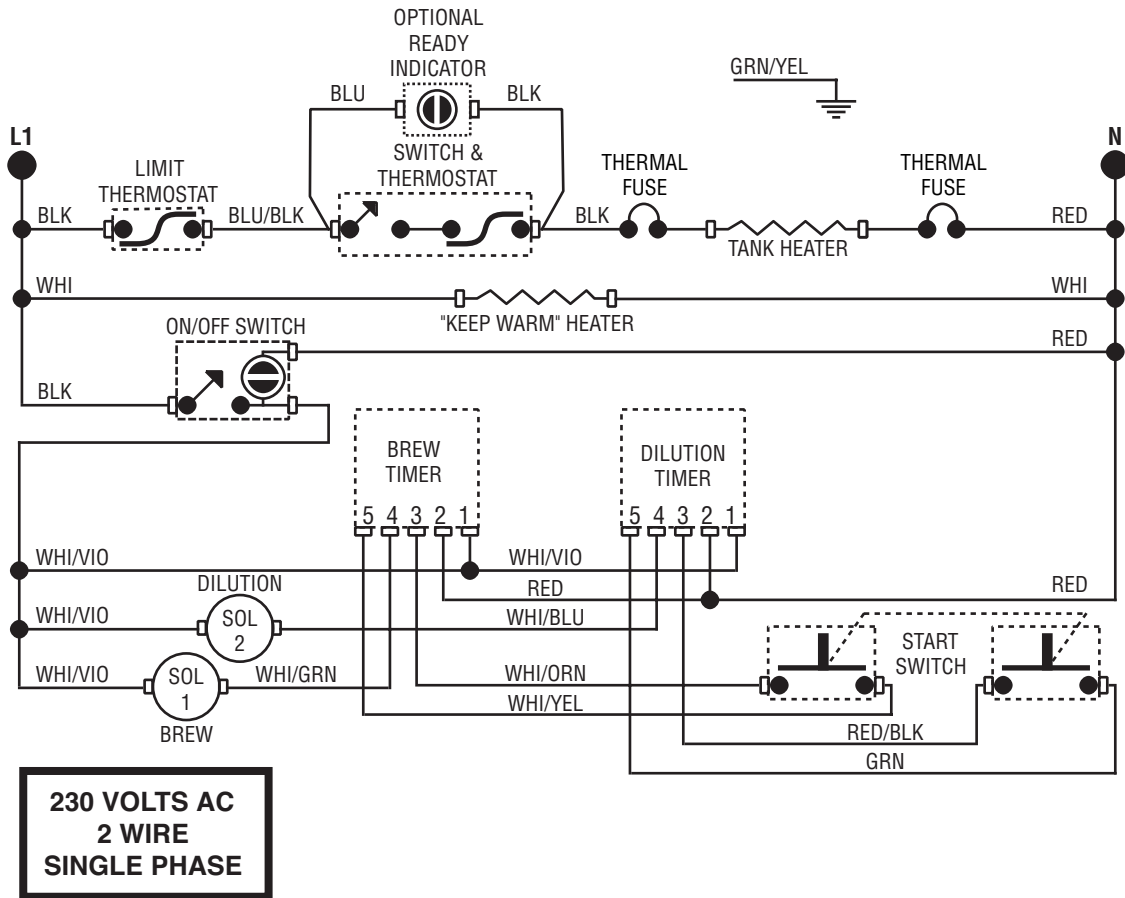 OPTIONAL
READY
INDICATOR
GRN/YEL
BLU
BLK
L1
N
LIMIT
THERMOSTAT
SWITCH &
THERMOSTAT
THERMAL
FUSE
THERMAL
FUSE
BLK
BLU/BLK
BLK
RED
TANK HEATER
WHI
WHI
"KEEP WARM" HEATER
ON/OFF SWITCH
RED
BLK
BREW
TIMER
DILUTION
TIMER
5 4 3 2 1
5 4 3 2 1
WHI/VIO
WHI/VIO
DILUTION
RED
RED
WHI/VIO
SOL
2
WHI/BLU
START
SWITCH
WHI/VIO
SOL
1
WHI/GRN
WHI/ORN
WHI/YEL
BREW
RED/BLK
GRN
230 VOLTS AC
2 WIRE
SINGLE PHASE